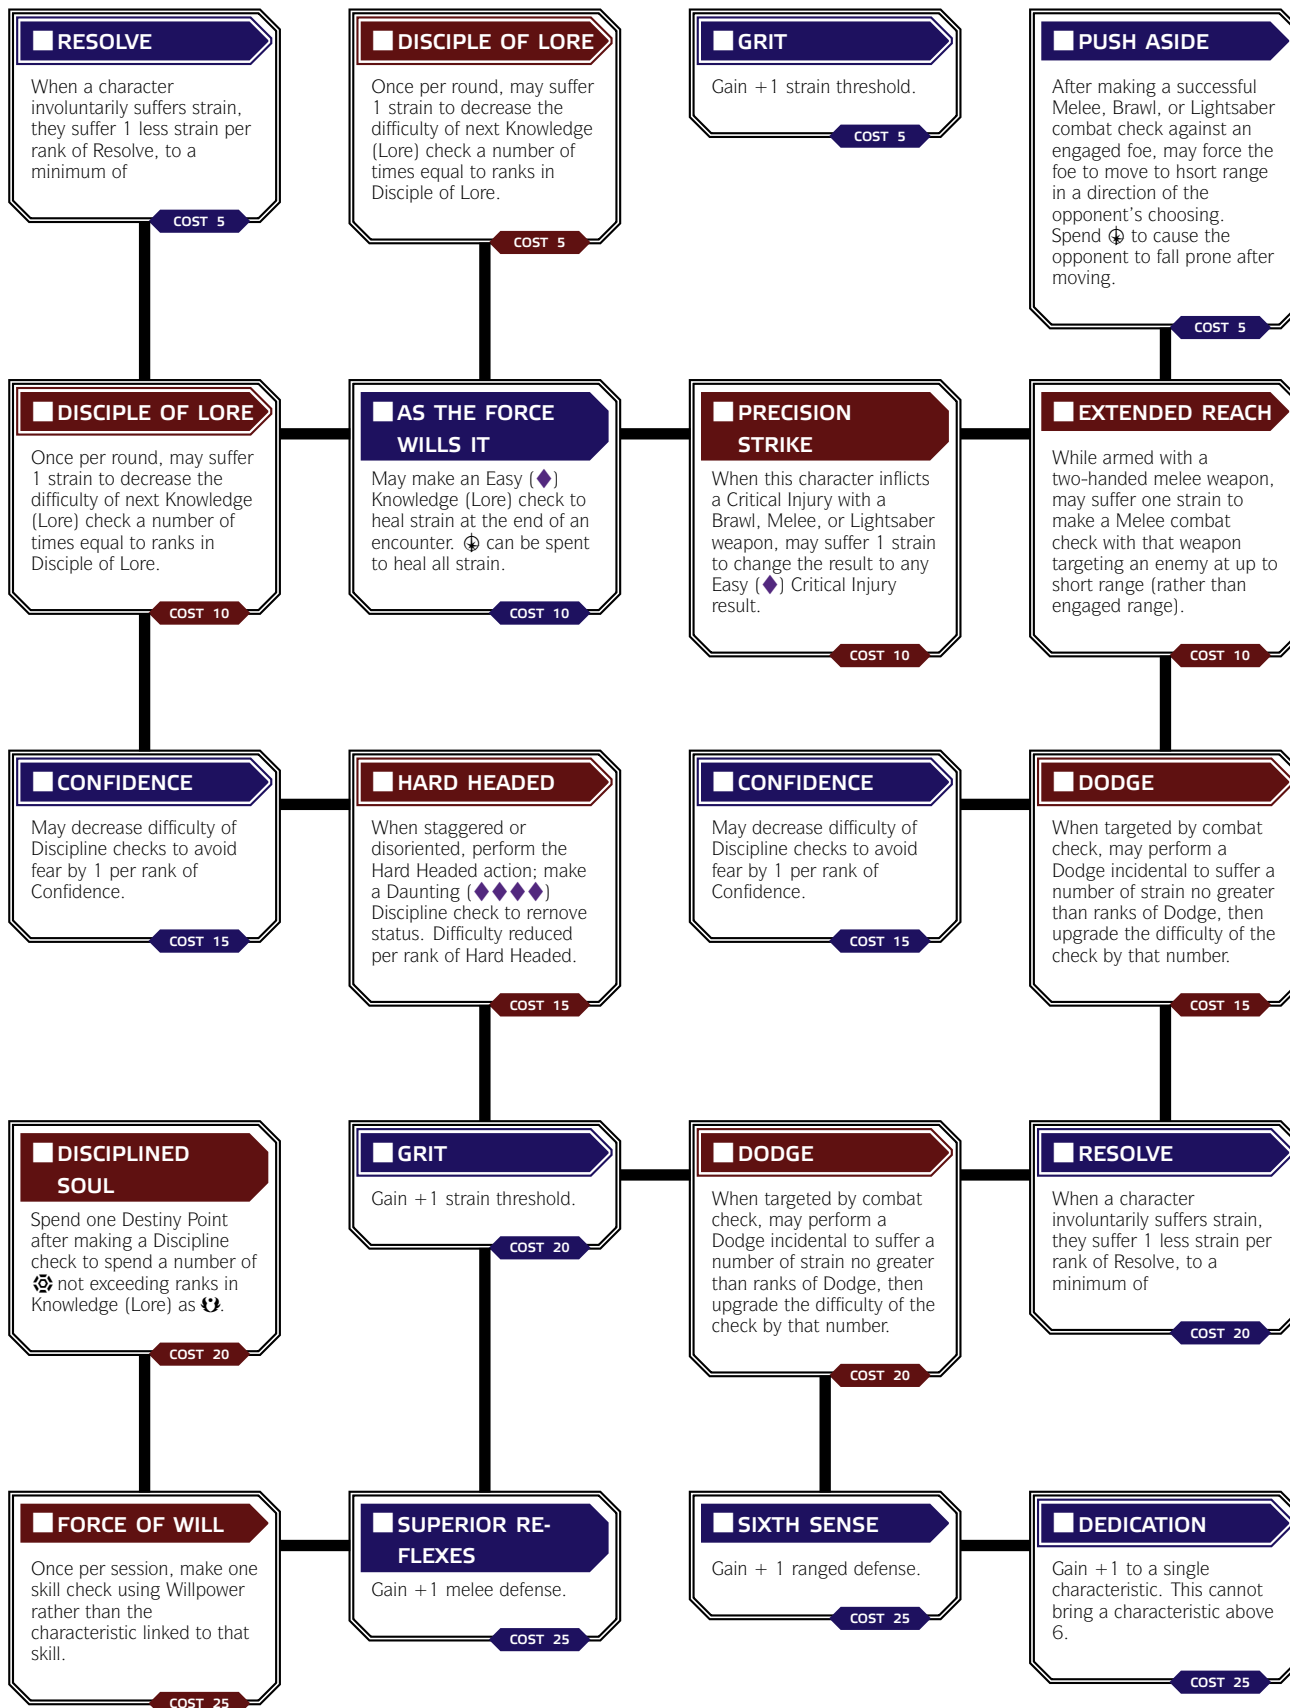 RESOLVE
When a character
involuntarily suffers strain,
they suffer 1 less strain per
rank of Resolve, to a
minimum of
COST 5
DISCIPLE OF LORE
Once per round, may suffer
1 strain to decrease the
difficulty of next Knowledge
(Lore) check a number of
times equal to ranks in
Disciple of Lore.
COST 5
GRIT
Gain +1 strain threshold.
COST 5
PUSH ASIDE
After making a successful
Melee, Brawl, or Lightsaber
combat check against an
engaged foe, may force the
foe to move to hsort range
in a direction of the
opponent's choosing.
Spend to cause the
opponent to fall prone after
moving.
COST 5
DISCIPLE OF LORE
Once per round, may suffer
1 strain to decrease the
difficulty of next Knowledge
(Lore) check a number of
times equal to ranks in
Disciple of Lore.
COST 10
AS THE FORCE
WILLS IT
May make an Easy (♦)
Knowledge (Lore) check to
heal strain at the end of an
encounter. can be spent
to heal all strain.
COST 10
PRECISION
STRIKE
When this character inflicts
a Critical Injury with a
Brawl, Melee, or Lightsaber
weapon, may suffer 1 strain
to change the result to any
Easy (♦) Critical Injury
result.
COST 10
EXTENDED REACH
While armed with a
two-handed melee weapon,
may suffer one strain to
make a Melee combat
check with that weapon
targeting an enemy at up to
short range (rather than
engaged range).
COST 10
CONFIDENCE
May decrease difficulty of
Discipline checks to avoid
fear by 1 per rank of
Confidence.
COST 15
HARD HEADED
When staggered or
disoriented, perform the
Hard Headed action; make
a Daunting (♦♦♦♦)
Discipline check to rernove
status. Difficulty reduced
per rank of Hard Headed.
COST 15
CONFIDENCE
May decrease difficulty of
Discipline checks to avoid
fear by 1 per rank of
Confidence.
COST 15
DODGE
When targeted by combat
check, may perform a
Dodge incidental to suffer a
number of strain no greater
than ranks of Dodge, then
upgrade the difficulty of the
check by that number.
COST 15
DISCIPLINED
SOUL
Spend one Destiny Point
after making a Discipline
check to spend a number of
not exceeding ranks in
Knowledge (Lore) as .
COST 20
GRIT
Gain +1 strain threshold.
COST 20
DODGE
When targeted by combat
check, may perform a
Dodge incidental to suffer a
number of strain no greater
than ranks of Dodge, then
upgrade the difficulty of the
check by that number.
COST 20
RESOLVE
When a character
involuntarily suffers strain,
they suffer 1 less strain per
rank of Resolve, to a
minimum of
COST 20
FORCE OF WILL
Once per session, make one
skill check using Willpower
rather than the
characteristic linked to that
skill.
COST 25
SUPERIOR RE-
FLEXES
Gain +1 melee defense.
COST 25
SIXTH SENSE
Gain + 1 ranged defense.
COST 25
DEDICATION
Gain +1 to a single
characteristic. This cannot
bring a characteristic above
6.
COST 25